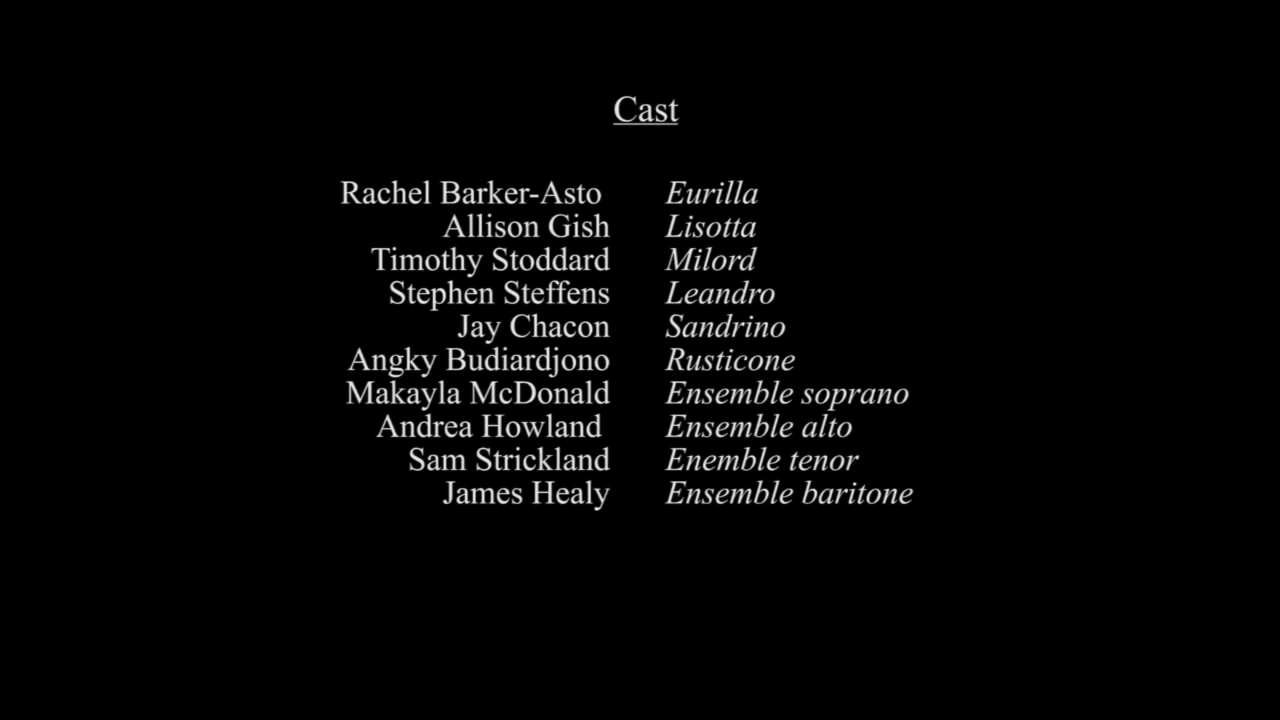 Cast
Rachel Barker-Asto Eurilla
Allison Gish Lisotta
Timothy Stoddard Milord
Stephen Steffens Leandro
Jay Chacon Sandrino
Angky Budiardjono Rusticone
Makayla McDonald Ensemble soprano
Andrea Howland Ensemble alto
Sam Strickland Enemble tenor
James Healy Ensemble baritone